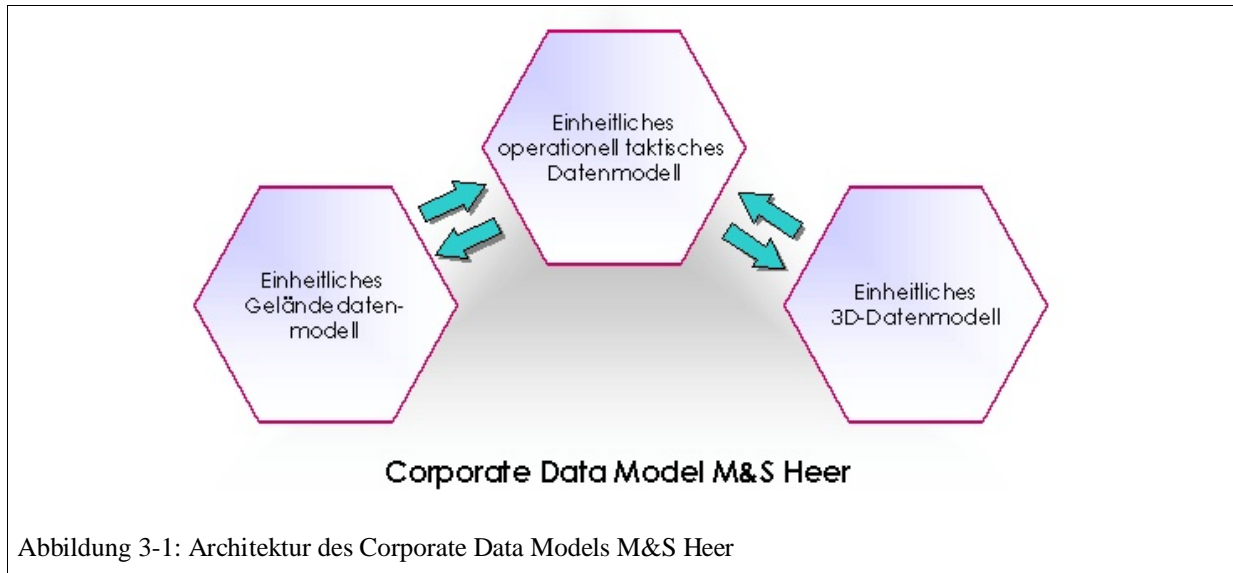 Einheitliches
operationell taktisches
Datenmodell
Einheitliches
Geländedaten-
modell
Einheitliches
3D-Datenmodell
Corporate Data Model M&S Heer
Abbildung 3-1: Architektur des Corporate Data Models M&S Heer